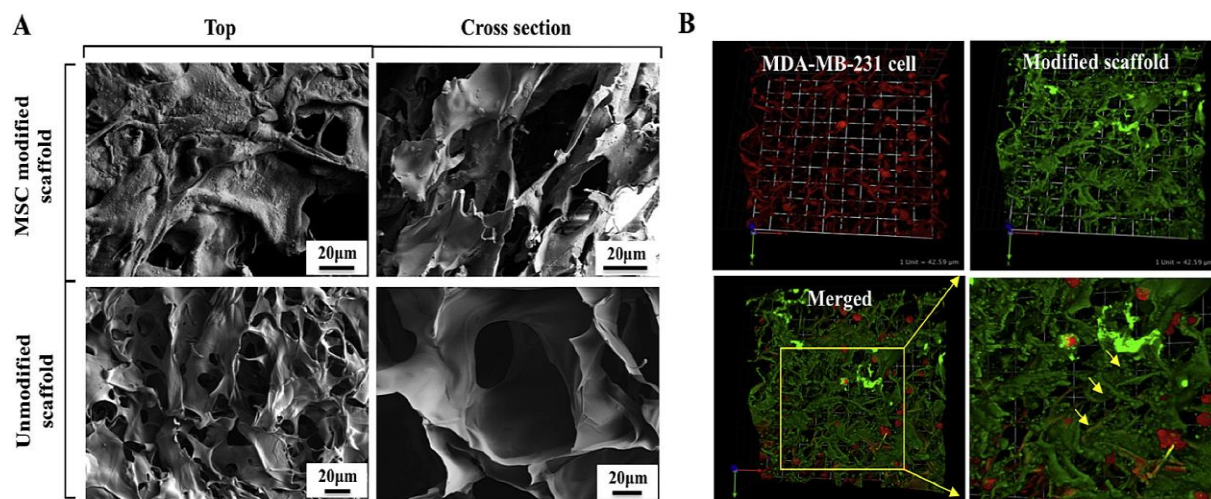 A
Top
Cross section
MSC modified
scaffold
20μm
20μm
Unmodified
scaffold
20μm
20μm
B
MDA-MB-231 cell
1 Unit = 42.59 μm
Modified scaffold
1 Unit = 42.59 μm
Merged